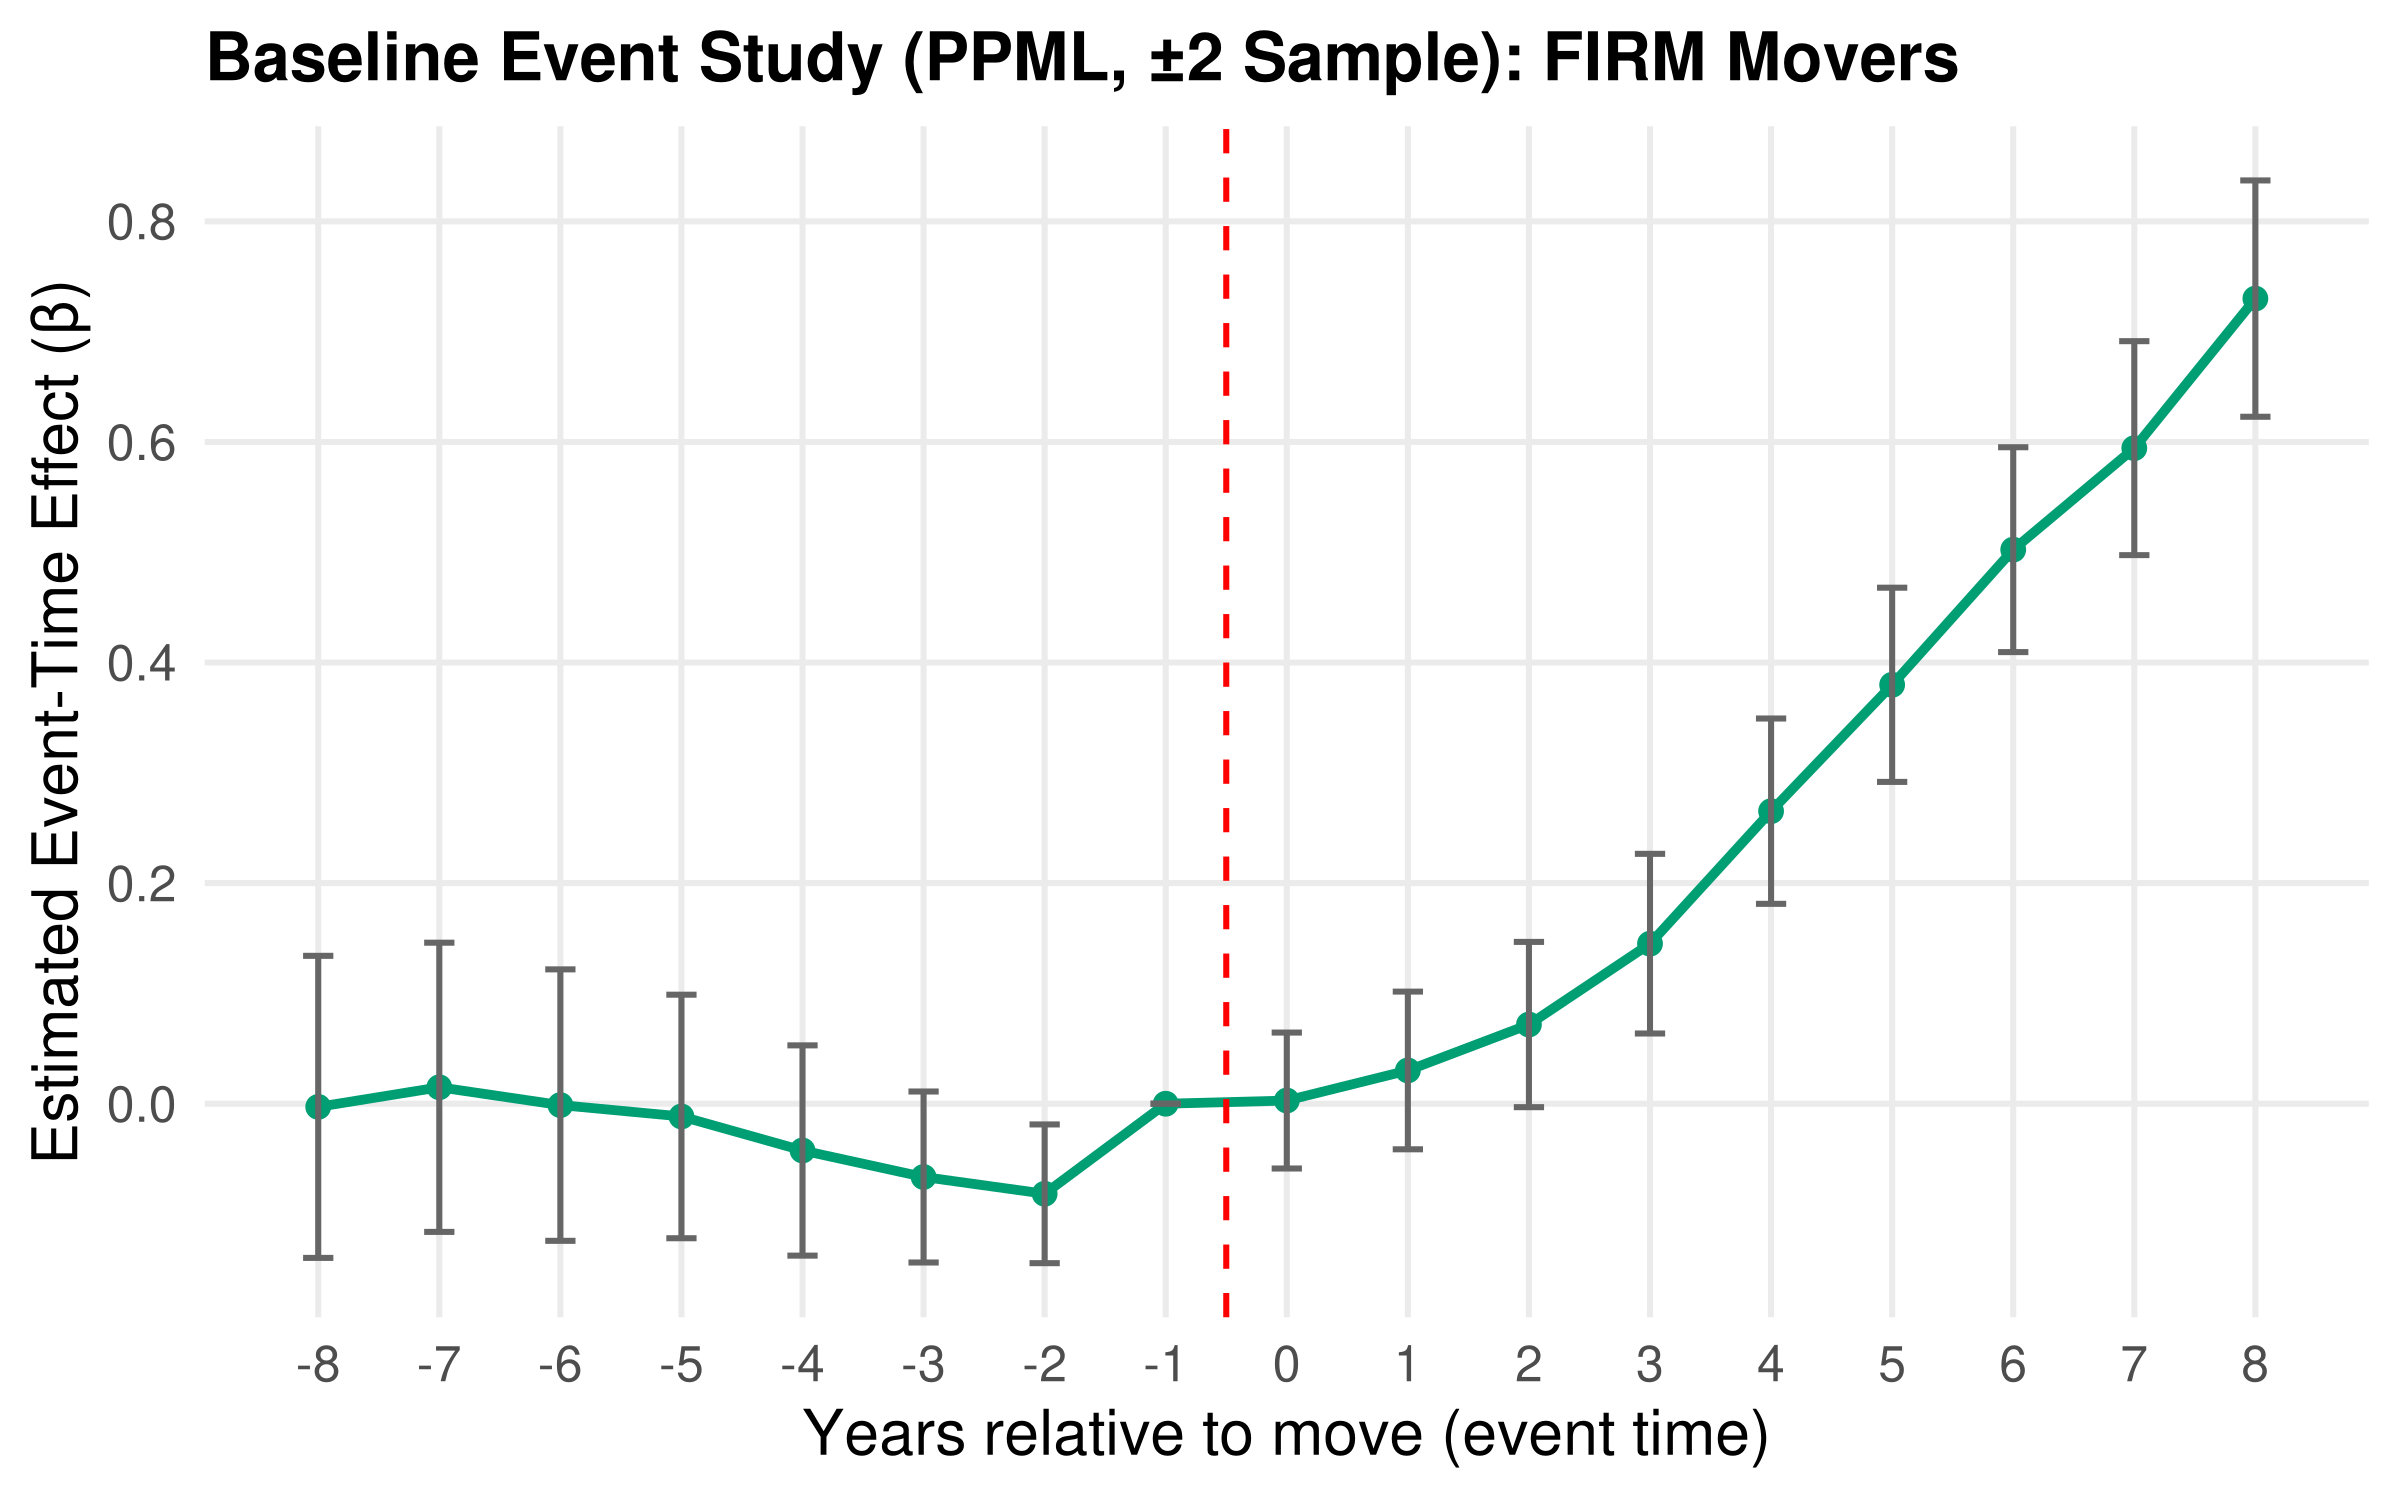 Baseline Event Study (PPML, ±2 Sample): FIRM Movers
Estimated Event-Time Effect (β)
0.8
0.6
0.4
0.2
0.0
-8 -7 -6 -5 -4 -3 -2 -1 0 1 2 3 4 5 6 7 8
Years relative to move (event time)